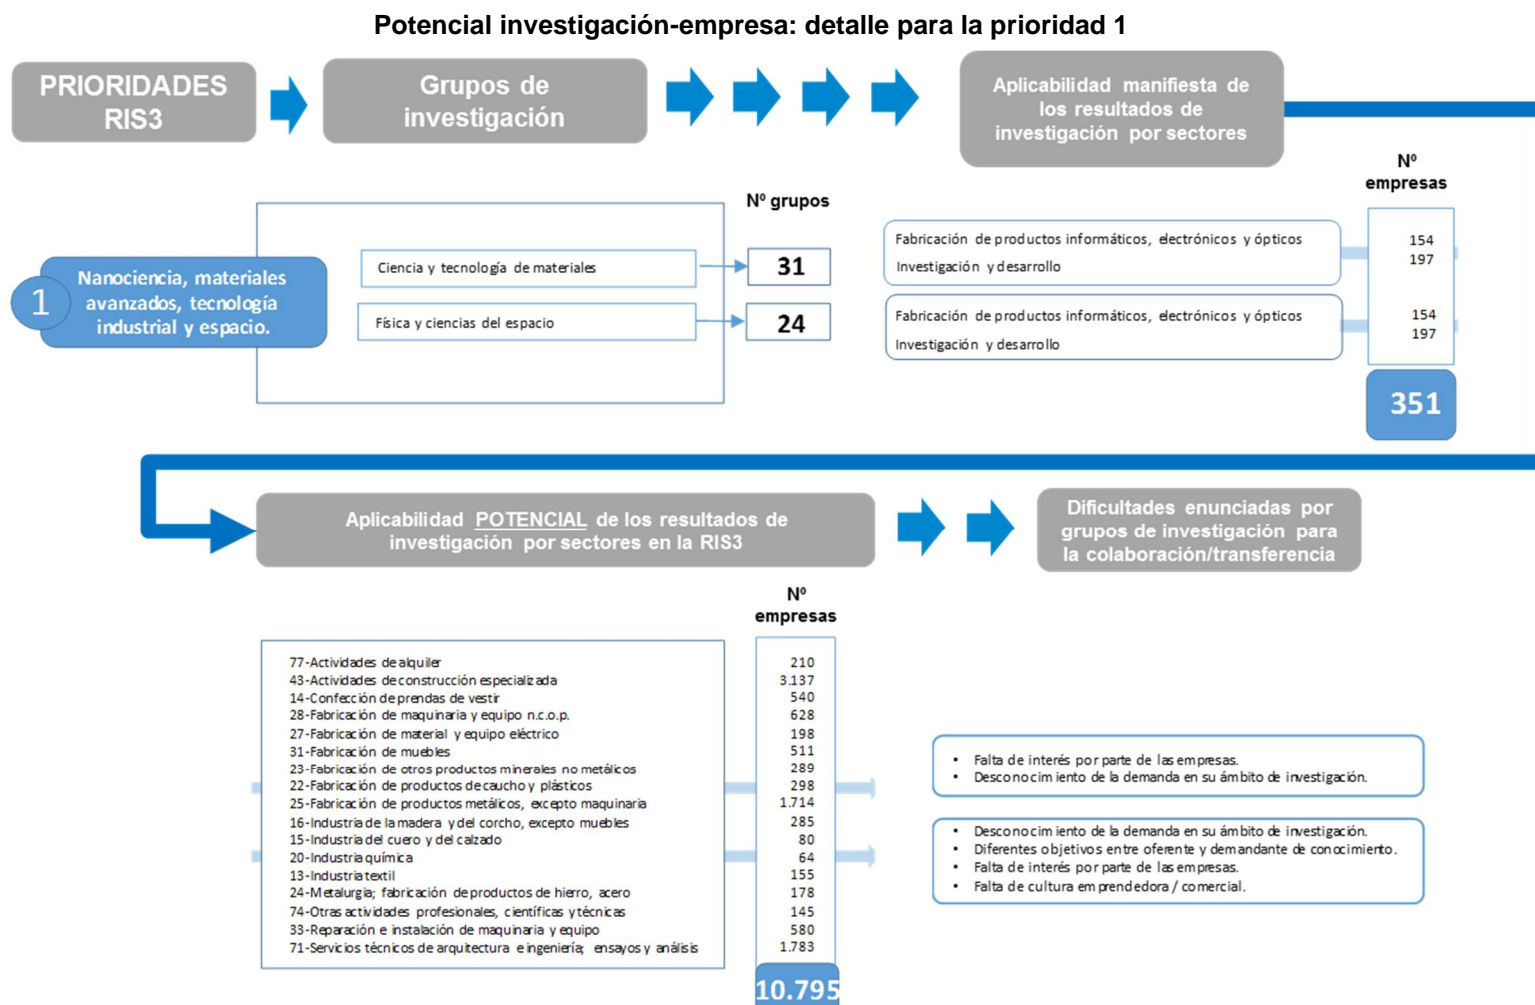 Potencial investigación-empresa: detalle para la prioridad 1
PRIORIDADES
RIS3
Grupos de
investigación
Aplicabilidad manifiesta de
los resultados de
investigación por sectores
Nº
empresas
Nº grupos
1
Nanociencia, materiales
avanzados, tecnología
industrial y espacio.
Ciencia y tecnología de materiales
31
Física y ciencias del espacio
24
Fabricación de productos informáticos, electrónicos y ópticos
154
Investigación y desarrollo
197
Fabricación de productos informáticos, electrónicos y ópticos
154
Investigación y desarrollo
197
351
Aplicabilidad POTENCIAL de los resultados de
investigación por sectores en la RIS3
Dificultades enunciadas por
grupos de investigación para
la colaboración/transferencia
Nº
empresas
77-Actividades de alquiler 210
43-Actividades de construcción especializada 3.137
14-Confección de prendas de vestir 540
28-Fabricación de maquinaria y equipo n.c.o.p. 628
27-Fabricación de material y equipo eléctrico 198
31-Fabricación de muebles 511
23-Fabricación de otros productos minerales no metálicos 289
22-Fabricación de productos de caucho y plásticos 298
25-Fabricación de productos metálicos, excepto maquinaria 1.714
16-Industria de la madera y del corcho, excepto muebles 285
15-Industria del cuero y del calzado 80
20-Industria química 64
13-Industria textil 155
24-Metalurgia; fabricación de productos de hierro, acero 178
74-Otras actividades profesionales, científicas y técnicas 145
33-Reparación e instalación de maquinaria y equipo 580
71-Servicios técnicos de arquitectura e ingeniería; ensayos y análisis 1.783
10.795
• Falta de interés por parte de las empresas.
• Desconocimiento de la demanda en su ámbito de investigación.
• Desconocimiento de la demanda en su ámbito de investigación.
• Diferentes objetivos entre oferente y demandante de conocimiento.
• Falta de interés por parte de las empresas.
• Falta de cultura emprendedora / comercial.